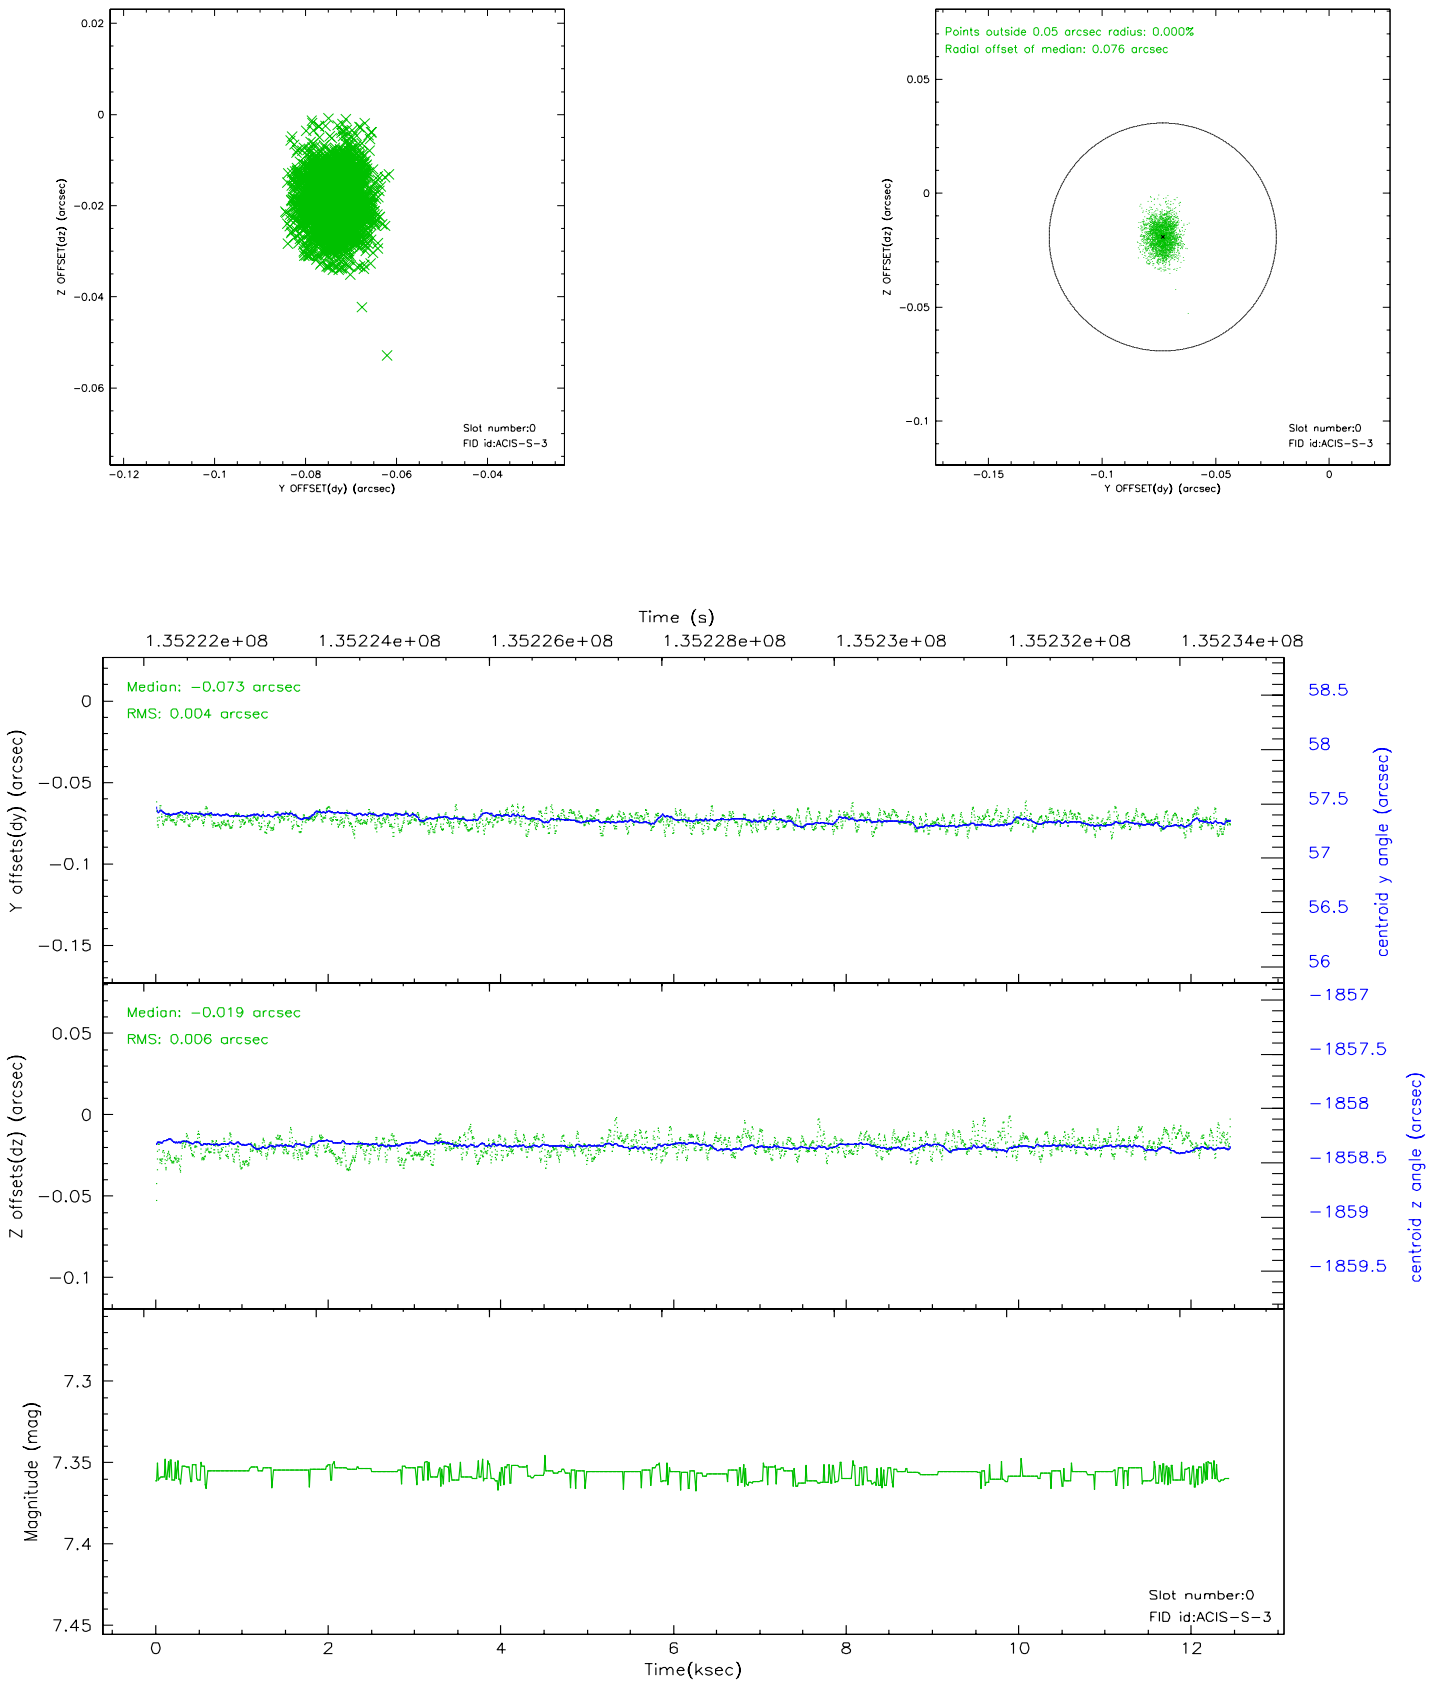 0.02
0
−0.02
−0.04
−0.06
Z OFFSET(dz) (arcsec)
Slot number:0
FID id:ACIS−S−3
−0.12
−0.1
−0.08
−0.06
−0.04
Y OFFSET(dy) (arcsec)
Points outside 0.05 arcsec radius: 0.000%
Radial offset of median: 0.076 arcsec
0.05
0
−0.05
−0.1
Z OFFSET(dz) (arcsec)
Slot number:0
FID id:ACIS−S−3
−0.15
−0.1
−0.05
0
Y OFFSET(dy) (arcsec)
Time (s)
1.35222e+08
1.35224e+08
1.35226e+08
1.35228e+08
1.3523e+08
1.35232e+08
1.35234e+08
Median: −0.073 arcsec
RMS: 0.004 arcsec
0
−0.05
−0.1
−0.15
Y offsets(dy) (arcsec)
58.5
58
57.5
57
56.5
56
centroid y angle (arcsec)
Median: −0.019 arcsec
RMS: 0.006 arcsec
0.05
0
−0.05
−0.1
Z offsets(dz) (arcsec)
−1857
−1857.5
−1858
−1858.5
−1859
−1859.5
centroid z angle (arcsec)
7.3
7.35
7.4
7.45
Magnitude (mag)
Slot number:0
FID id:ACIS−S−3
0
2
4
6
8
10
12
Time(ksec)